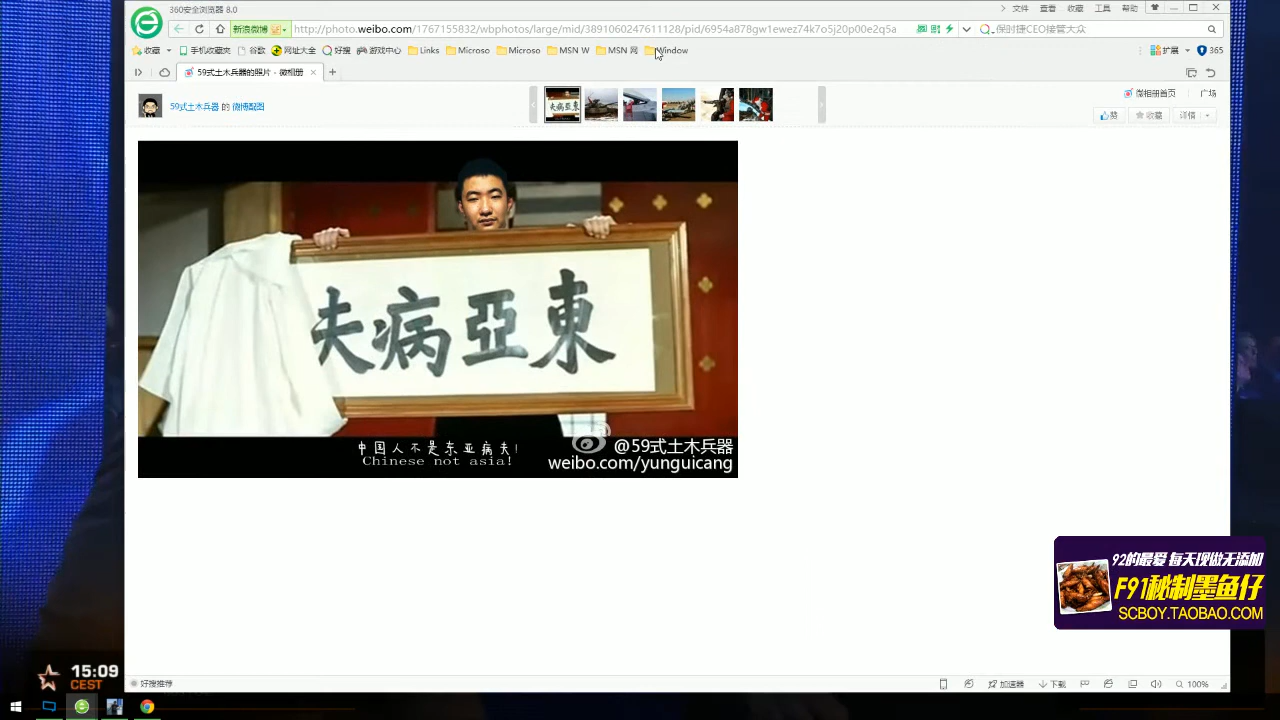 360安全浏览器 8.0
文件 查看 收藏 工具 帮助
新浪微博
http://photo.weibo.com/1767155832/wbphotos/large/mid/3891060247611128/pid/6954a878gw1ewez74k7o5j20p00e2q5a
保时捷CEO接管大众
收藏 手机收藏夹 谷歌 网址大全 好搜 游戏中心 Links Microso Microso MSN W MSN 网 Window
扩展 365
59式土木兵器的照片 - 微相册
59式土木兵器 的 微博配图
微相册首页 广场
赞 收藏 详情
夫病亞東
中国人不是东亚病夫!
Chinese not asia!
@59式土木兵器
weibo.com/yunguicang
92的最爱 每天现做无添加
F91秘制墨鱼仔
SCBOY.TAOBAO.COM
15:09
CEST
好搜推荐
加速器 下载 100%